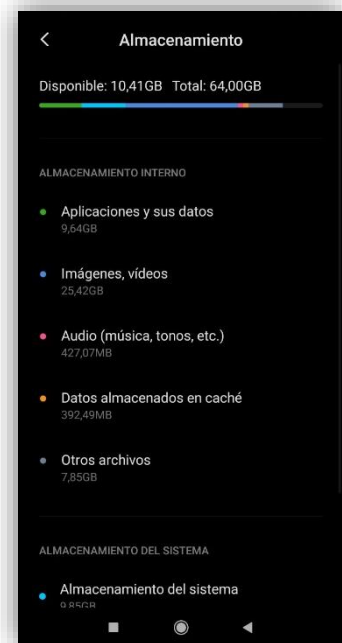 Almacenamiento
Disponible: 10,41GB Total: 64,00GB
ALMACENAMIENTO INTERNO
Aplicaciones y sus datos
9,64GB
Imágenes, vídeos
25,42GB
Audio (música, tonos, etc.)
427,07MB
Datos almacenados en caché
392,49MB
Otros archivos
7,85GB
ALMACENAMIENTO DEL SISTEMA
Almacenamiento del sistema
9,85GB